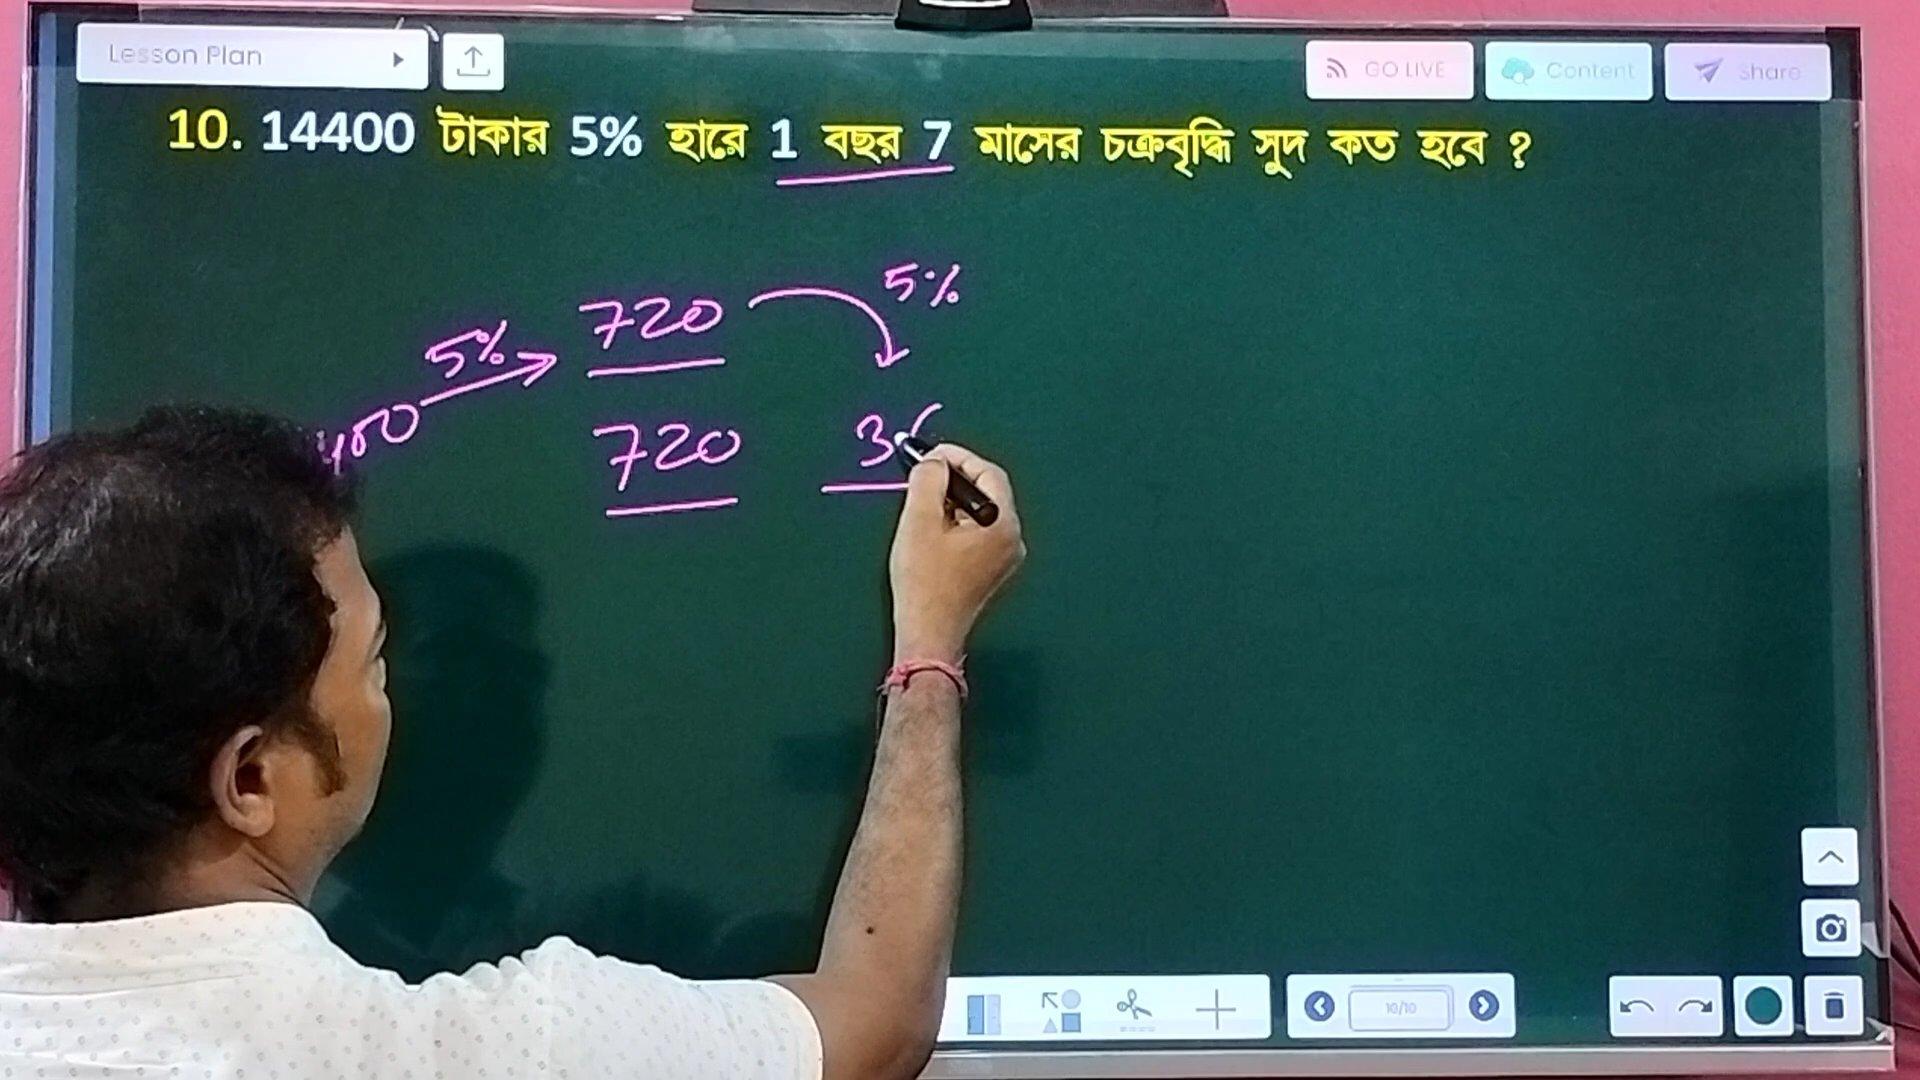 Lesson Plan
GO LIVE
Content
Share
10. 14400 টাকার 5% হারে 1 বছর 7 মাসের চক্রবৃদ্ধি সুদ কত হবে ?
5%
720
5%
720
10/10